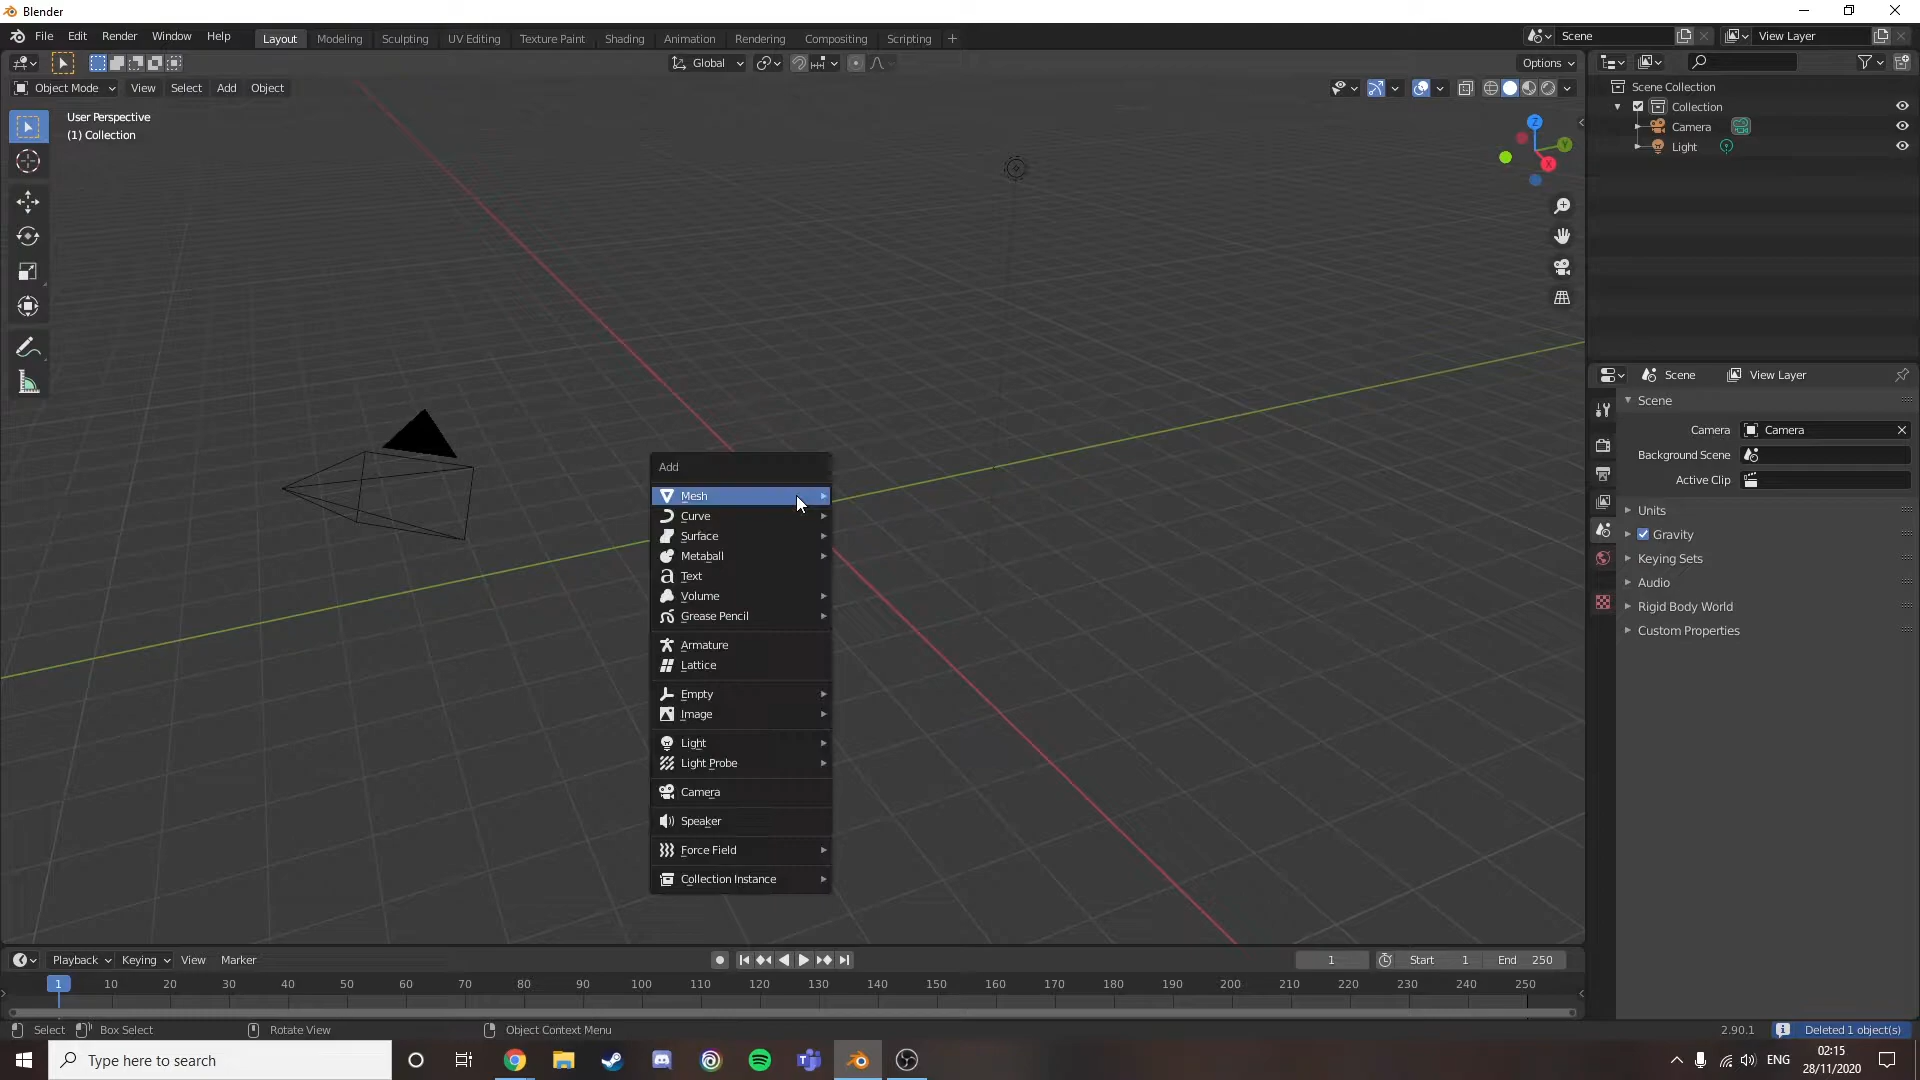 Blender
File Edit Render Window Help Layout Modeling Sculpting UV Editing Texture Paint Shading Animation Rendering Compositing Scripting + Scene View Layer
Global Options
Object Mode View Select Add Object
User Perspective
(1) Collection
Z
Y
X
Scene Collection
Collection
Camera
Light
Scene View Layer
Scene
Camera Camera
Background Scene
Active Clip
Units
Gravity
Keying Sets
Audio
Rigid Body World
Custom Properties
Add
Mesh
Curve
Surface
Metaball
Text
Volume
Grease Pencil
Armature
Lattice
Empty
Image
Light
Light Probe
Camera
Speaker
Force Field
Collection Instance
Playback Keying View Marker 1 Start 1 End 250
1 10 20 30 40 50 60 70 80 90 100 110 120 130 140 150 160 170 180 190 200 210 220 230 240 250
Select Box Select Rotate View Object Context Menu 2.90.1 Deleted 1 object(s)
Type here to search ENG 02:15
28/11/2020